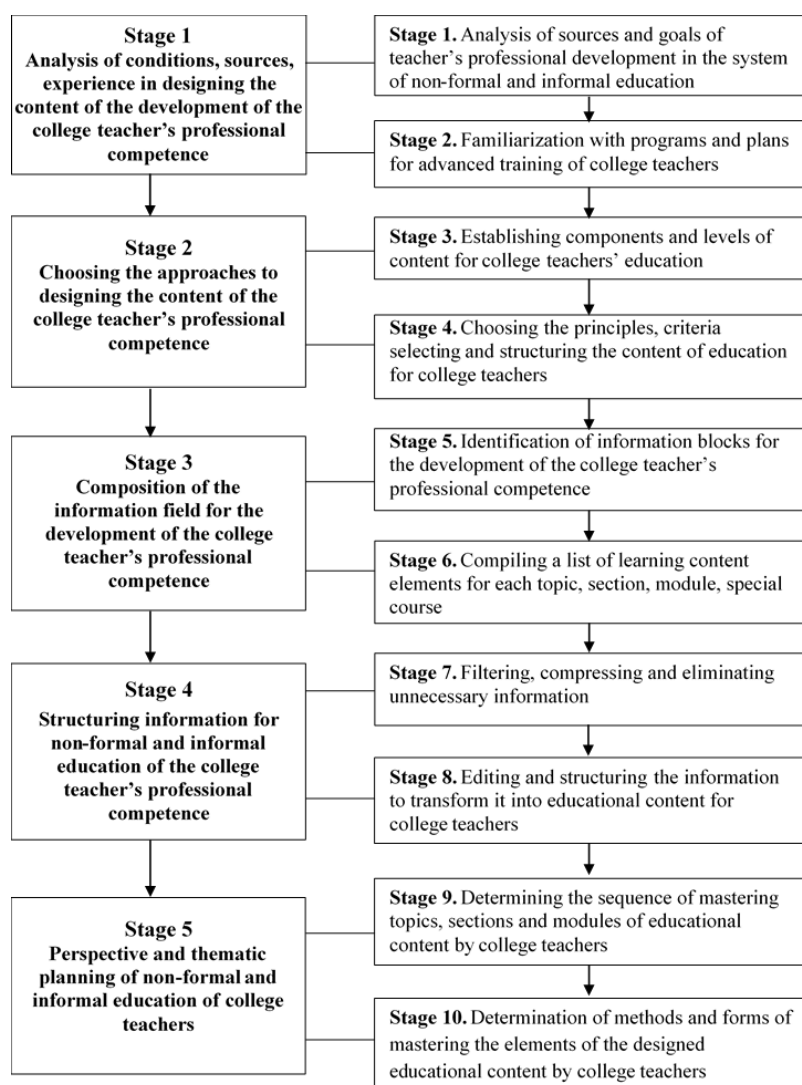 Stage 1
Analysis of conditions, sources,
experience in designing the
content of the development of the
college teacher’s professional
competence
Stage 2
Choosing the approaches to
designing the content of the
college teacher’s professional
competence
Stage 3
Composition of the
information field for the
development of the college
teacher’s professional
competence
Stage 4
Structuring information for
non-formal and informal
education of the college
teacher’s professional
competence
Stage 5
Perspective and thematic
planning of non-formal and
informal education of college
teachers
Stage 1. Analysis of sources and goals of
teacher’s professional development in the system
of non-formal and informal education
Stage 2. Familiarization with programs and plans
for advanced training of college teachers
Stage 3. Establishing components and levels of
content for college teachers’ education
Stage 4. Choosing the principles, criteria
selecting and structuring the content of education
for college teachers
Stage 5. Identification of information blocks for
the development of the college teacher’s
professional competence
Stage 6. Compiling a list of learning content
elements for each topic, section, module, special
course
Stage 7. Filtering, compressing and eliminating
unnecessary information
Stage 8. Editing and structuring the information
to transform it into educational content for
college teachers
Stage 9. Determining the sequence of mastering
topics, sections and modules of educational
content by college teachers
Stage 10. Determination of methods and forms of
mastering the elements of the designed
educational content by college teachers